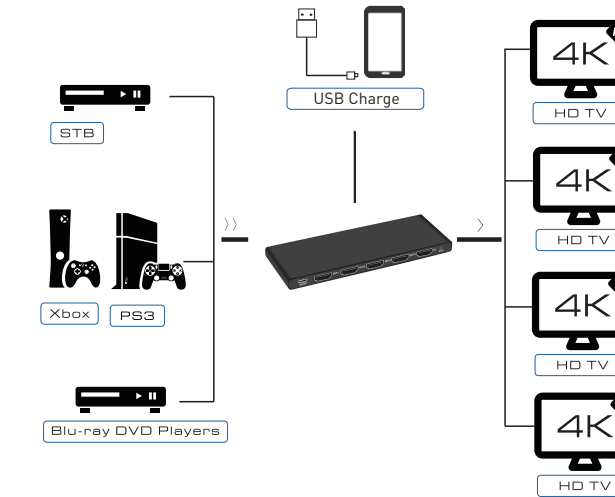 USB Charge
STB
Xbox
PS3
Blu-ray DVD Players
4K
HD TV
4K
HD TV
4K
HD TV
4K
HD TV